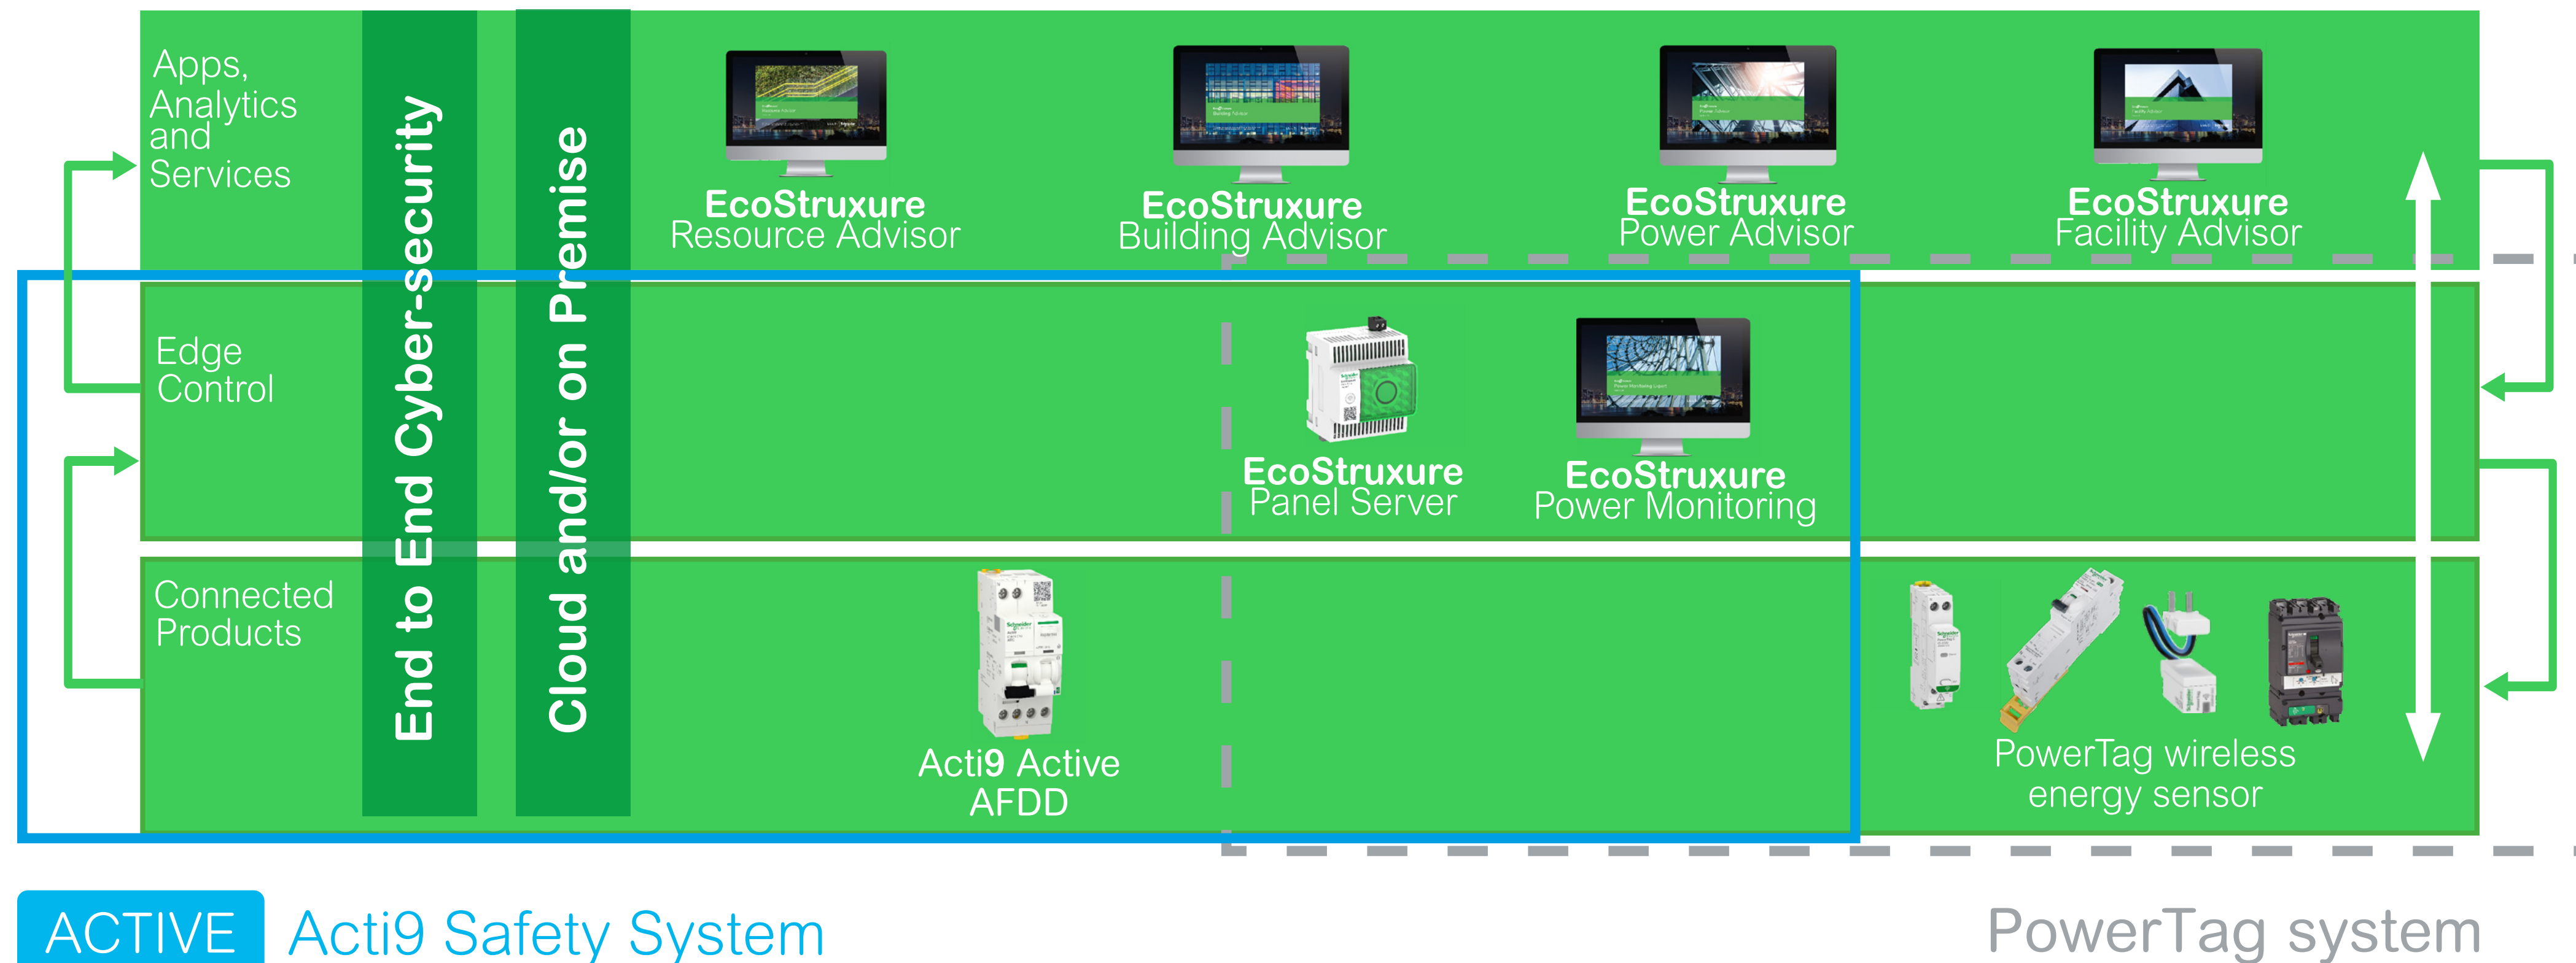 Apps,
Analytics
and
Services
End to End Cyber-security
Cloud and/or on Premise
EcoStruxure
Resource Advisor
EcoStruxure
Building Advisor
EcoStruxure
Power Advisor
EcoStruxure
Facility Advisor
Edge
Control
EcoStruxure
Panel Server
EcoStruxure
Power Monitoring
Connected
Products
Acti9 Active
AFDD
PowerTag wireless
energy sensor
ACTIVE Acti9 Safety System
PowerTag system